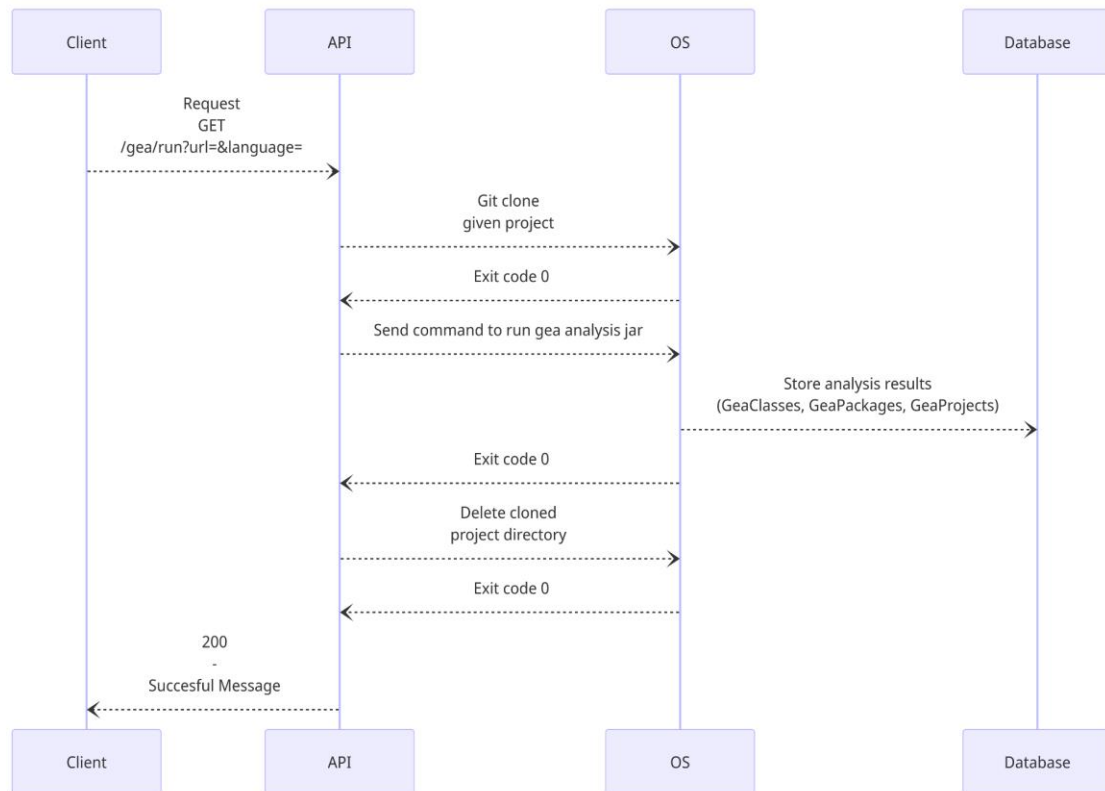 Client
API
OS
Database
Request
GET
/gea/run?url=&language=
Git clone
given project
Exit code 0
Send command to run gea analysis jar
Store analysis results
(GeaClasses, GeaPackages, GeaProjects)
Exit code 0
Delete cloned
project directory
Exit code 0
200
-
Succesful Message
Client
API
OS
Database